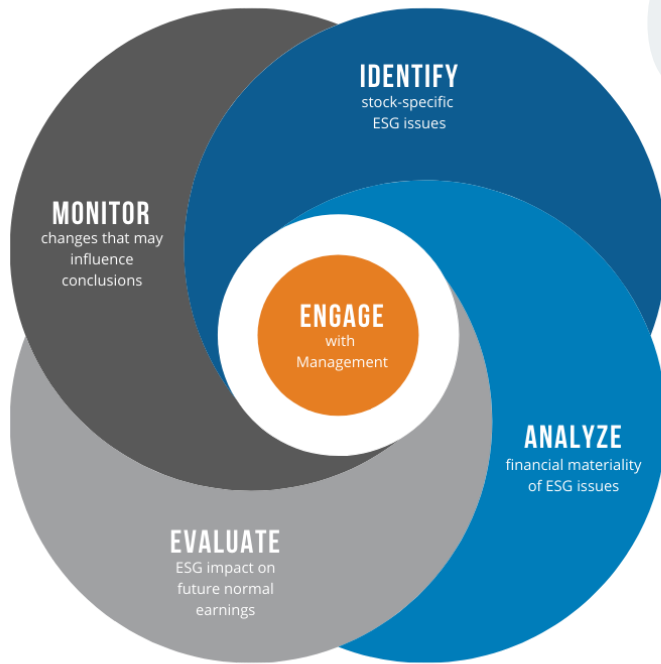 IDENTIFY
stock-specific
ESG issues
MONITOR
changes that may
influence
conclusions
ENGAGE
with
Management
ANALYZE
financial materiality
of ESG issues
EVALUATE
ESG impact on
future normal
earnings